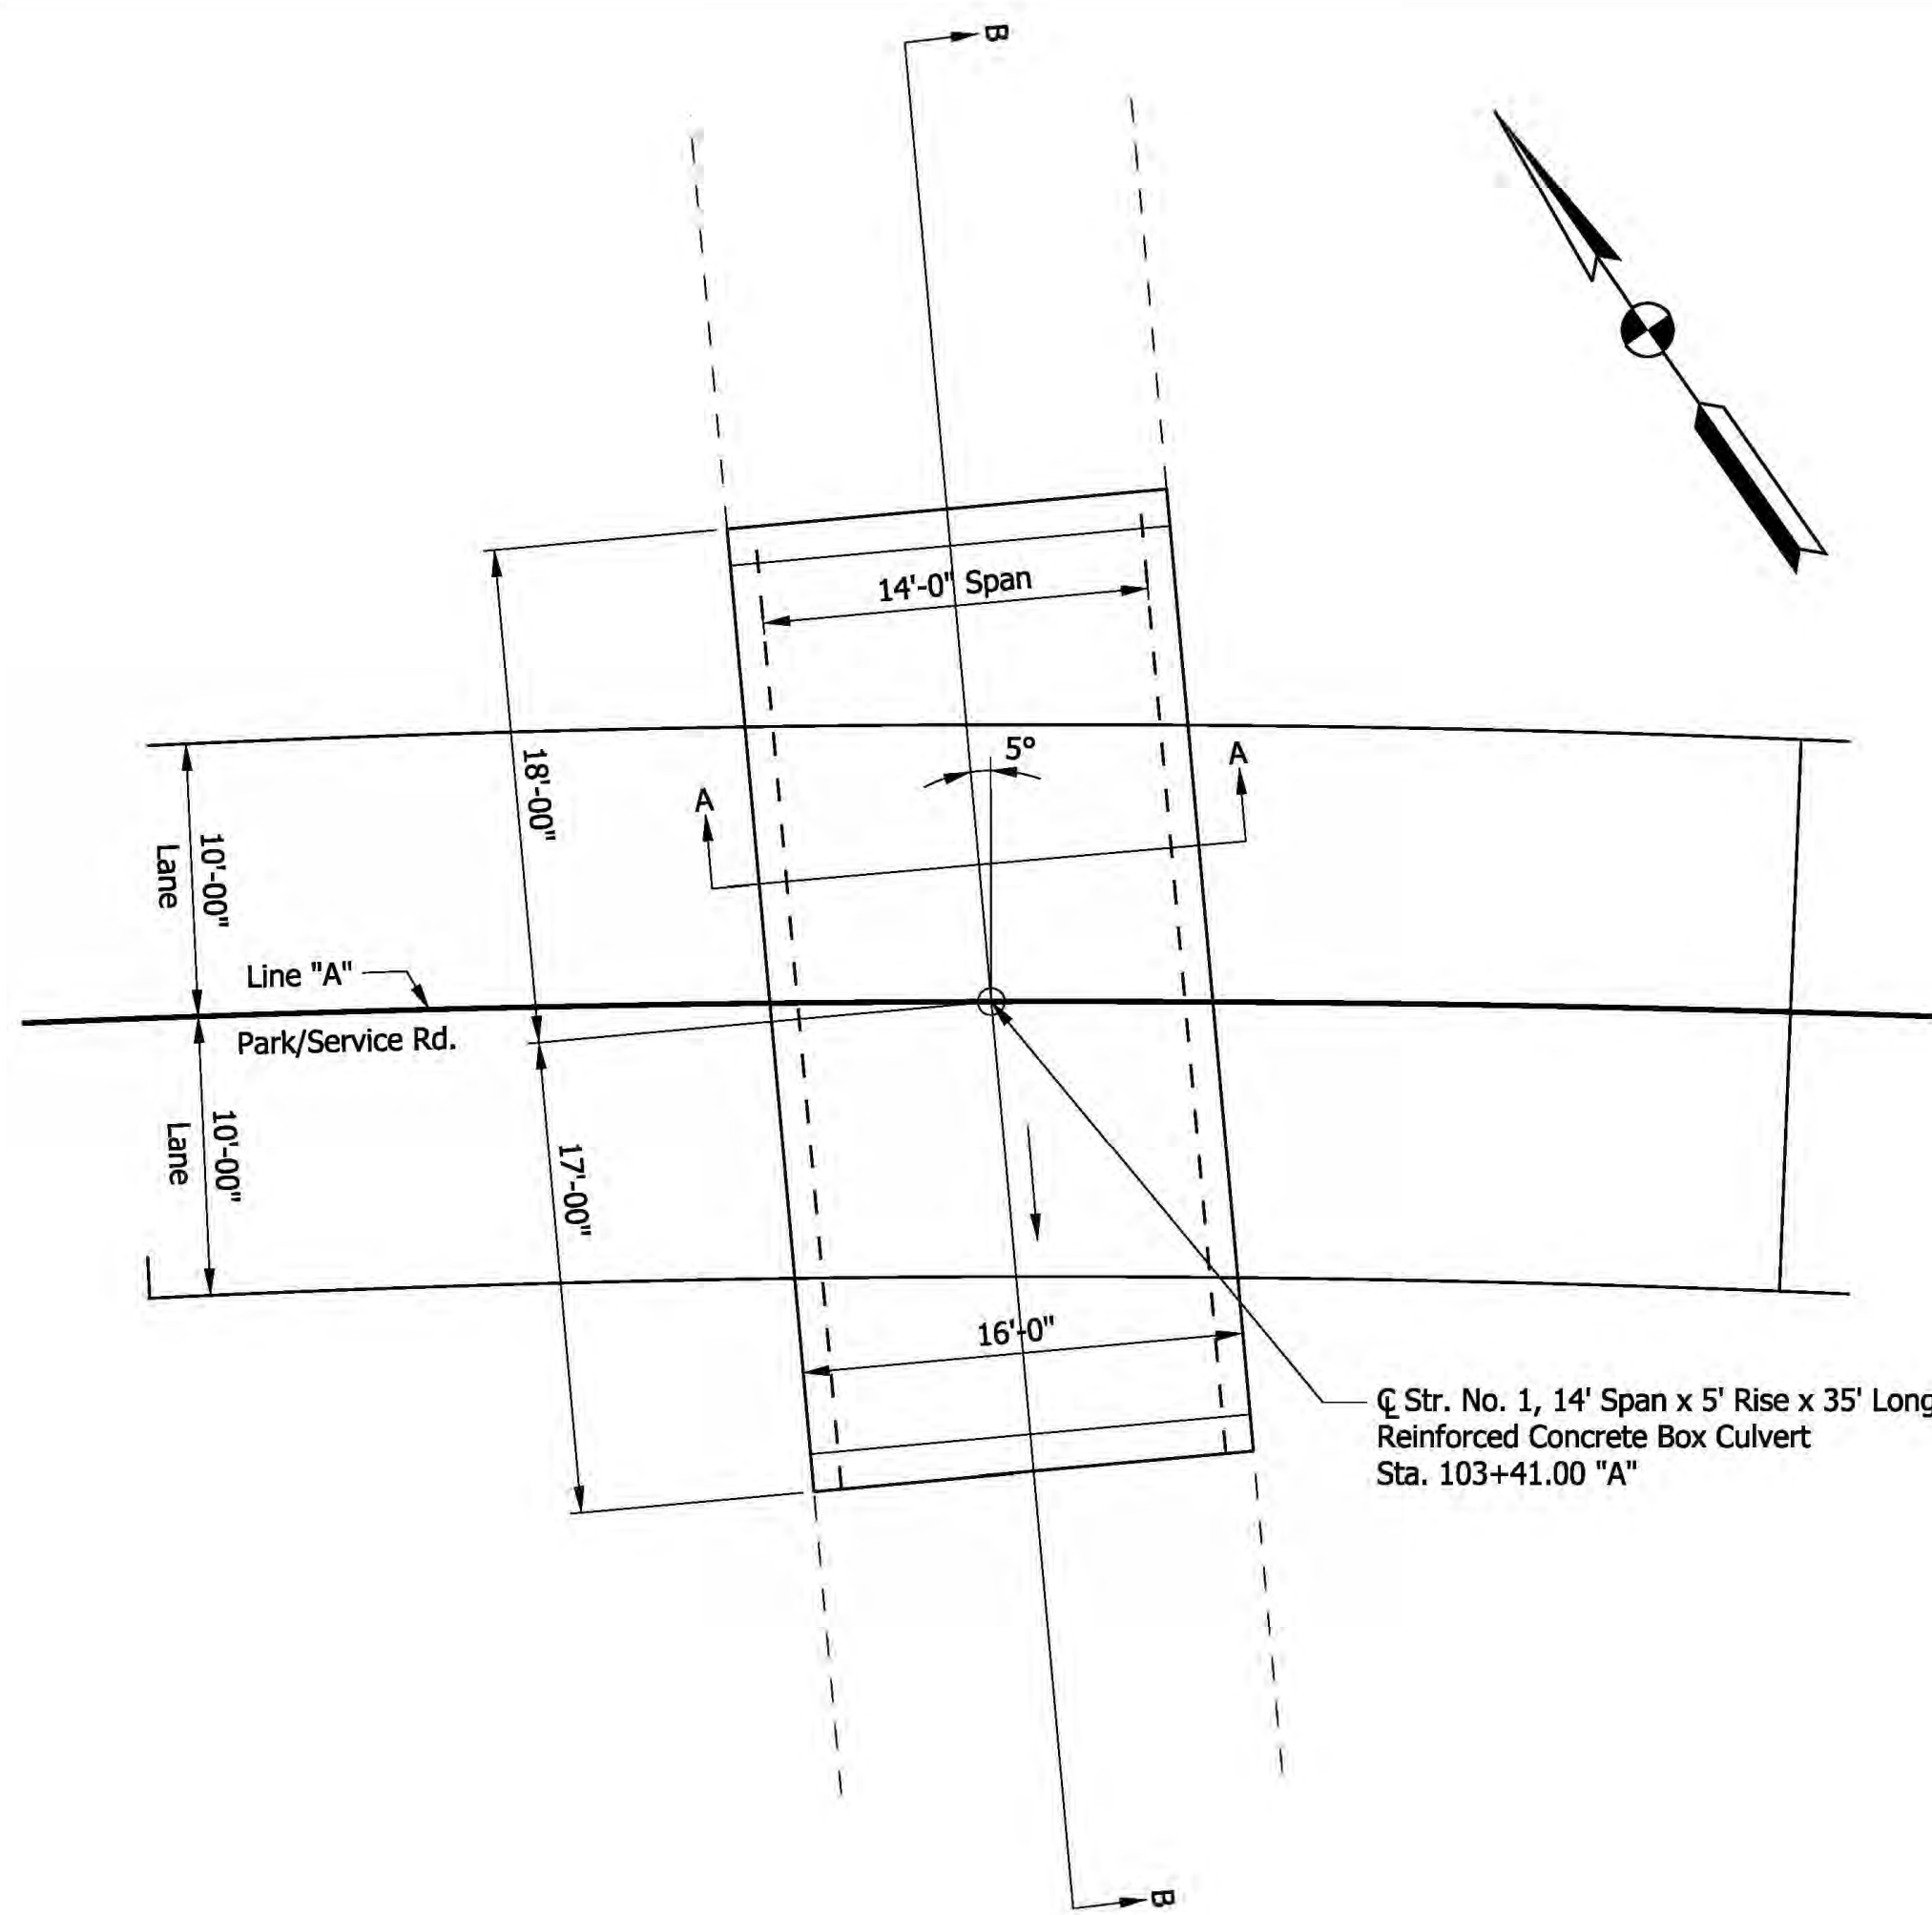 B
14'-0" Span
18'-00"
5°
A
A
10'-00"
Lane
Line "A"
Park/Service Rd.
10'-00"
Lane
17'-00"
16'-0"
℄ Str. No. 1, 14' Span x 5' Rise x 35' Long
Reinforced Concrete Box Culvert
Sta. 103+41.00 "A"
B